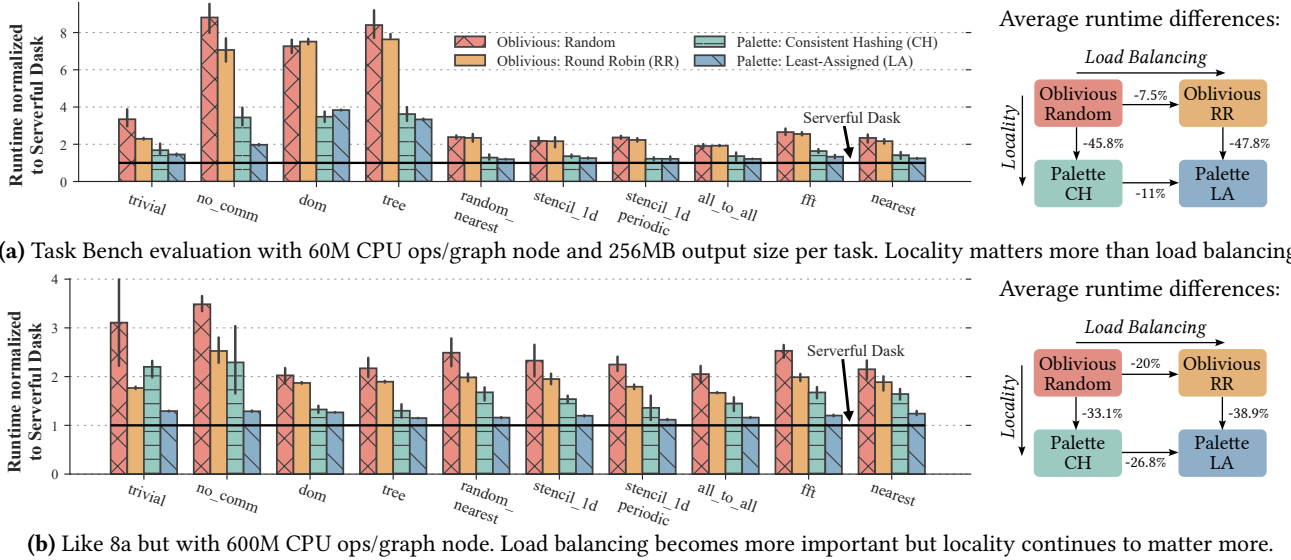 Runtime normalized
to Serverful Dask
8
6
4
2
0
Oblivious: Random
Oblivious: Round Robin (RR)
Palette: Consistent Hashing (CH)
Palette: Least-Assigned (LA)
Serverful Dask
trivial
no_comm
dom
tree
random_
nearest
stencil_1d
stencil_1d
periodic
all_to_all
fft
nearest
Average runtime differences:
Load Balancing
Locality
Oblivious
Random
-7.5%
Oblivious
RR
-45.8%
-47.8%
Palette
CH
-11%
Palette
LA
(a) Task Bench evaluation with 60M CPU ops/graph node and 256MB output size per task. Locality matters more than load balancing
Runtime normalized
to Serverful Dask
4
3
2
1
0
Serverful Dask
trivial
no_comm
dom
tree
random_
nearest
stencil_1d
stencil_1d
periodic
all_to_all
fft
nearest
Average runtime differences:
Load Balancing
Locality
Oblivious
Random
-20%
Oblivious
RR
-33.1%
-38.9%
Palette
CH
-26.8%
Palette
LA
(b) Like 8a but with 600M CPU ops/graph node. Load balancing becomes more important but locality continues to matter more.